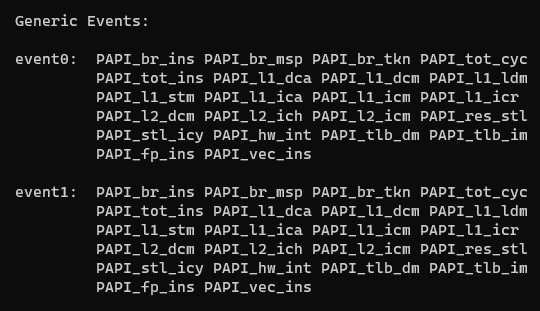 Generic Events:
event0: PAPI_br_ins PAPI_br_msp PAPI_br_tkn PAPI_tot_cyc
PAPI_tot_ins PAPI_l1_dca PAPI_l1_dcm PAPI_l1_ldm
PAPI_l1_stm PAPI_l1_ica PAPI_l1_icm PAPI_l1_icr
PAPI_l2_dcm PAPI_l2_ich PAPI_l2_icm PAPI_res_stl
PAPI_stl_icy PAPI_hw_int PAPI_tlb_dm PAPI_tlb_im
PAPI_fp_ins PAPI_vec_ins
event1: PAPI_br_ins PAPI_br_msp PAPI_br_tkn PAPI_tot_cyc
PAPI_tot_ins PAPI_l1_dca PAPI_l1_dcm PAPI_l1_ldm
PAPI_l1_stm PAPI_l1_ica PAPI_l1_icm PAPI_l1_icr
PAPI_l2_dcm PAPI_l2_ich PAPI_l2_icm PAPI_res_stl
PAPI_stl_icy PAPI_hw_int PAPI_tlb_dm PAPI_tlb_im
PAPI_fp_ins PAPI_vec_ins